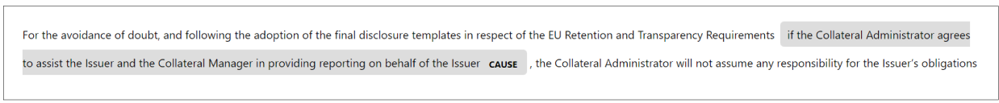 For the avoidance of doubt, and following the adoption of the final disclosure templates in respect of the EU Retention and Transparency Requirements if the Collateral Administrator agrees
to assist the Issuer and the Collateral Manager in providing reporting on behalf of the Issuer CAUSE , the Collateral Administrator will not assume any responsibility for the Issuer’s obligations